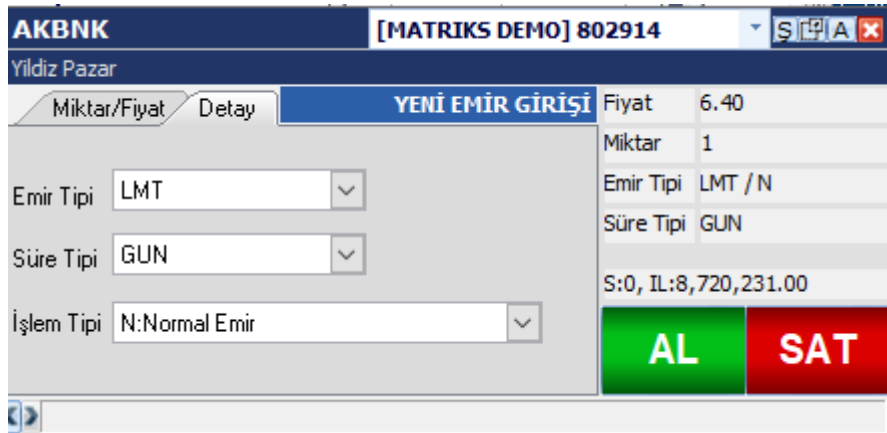 AKBNK [MATRIKS DEMO] 802914 Ş A
Yildiz Pazar
Miktar/Fiyat Detay YENİ EMİR GİRİŞİ
Emir Tipi LMT
Süre Tipi GUN
İşlem Tipi N:Normal Emir
Fiyat 6.40
Miktar 1
Emir Tipi LMT / N
Süre Tipi GUN
S:0, IL:8,720,231.00
AL SAT